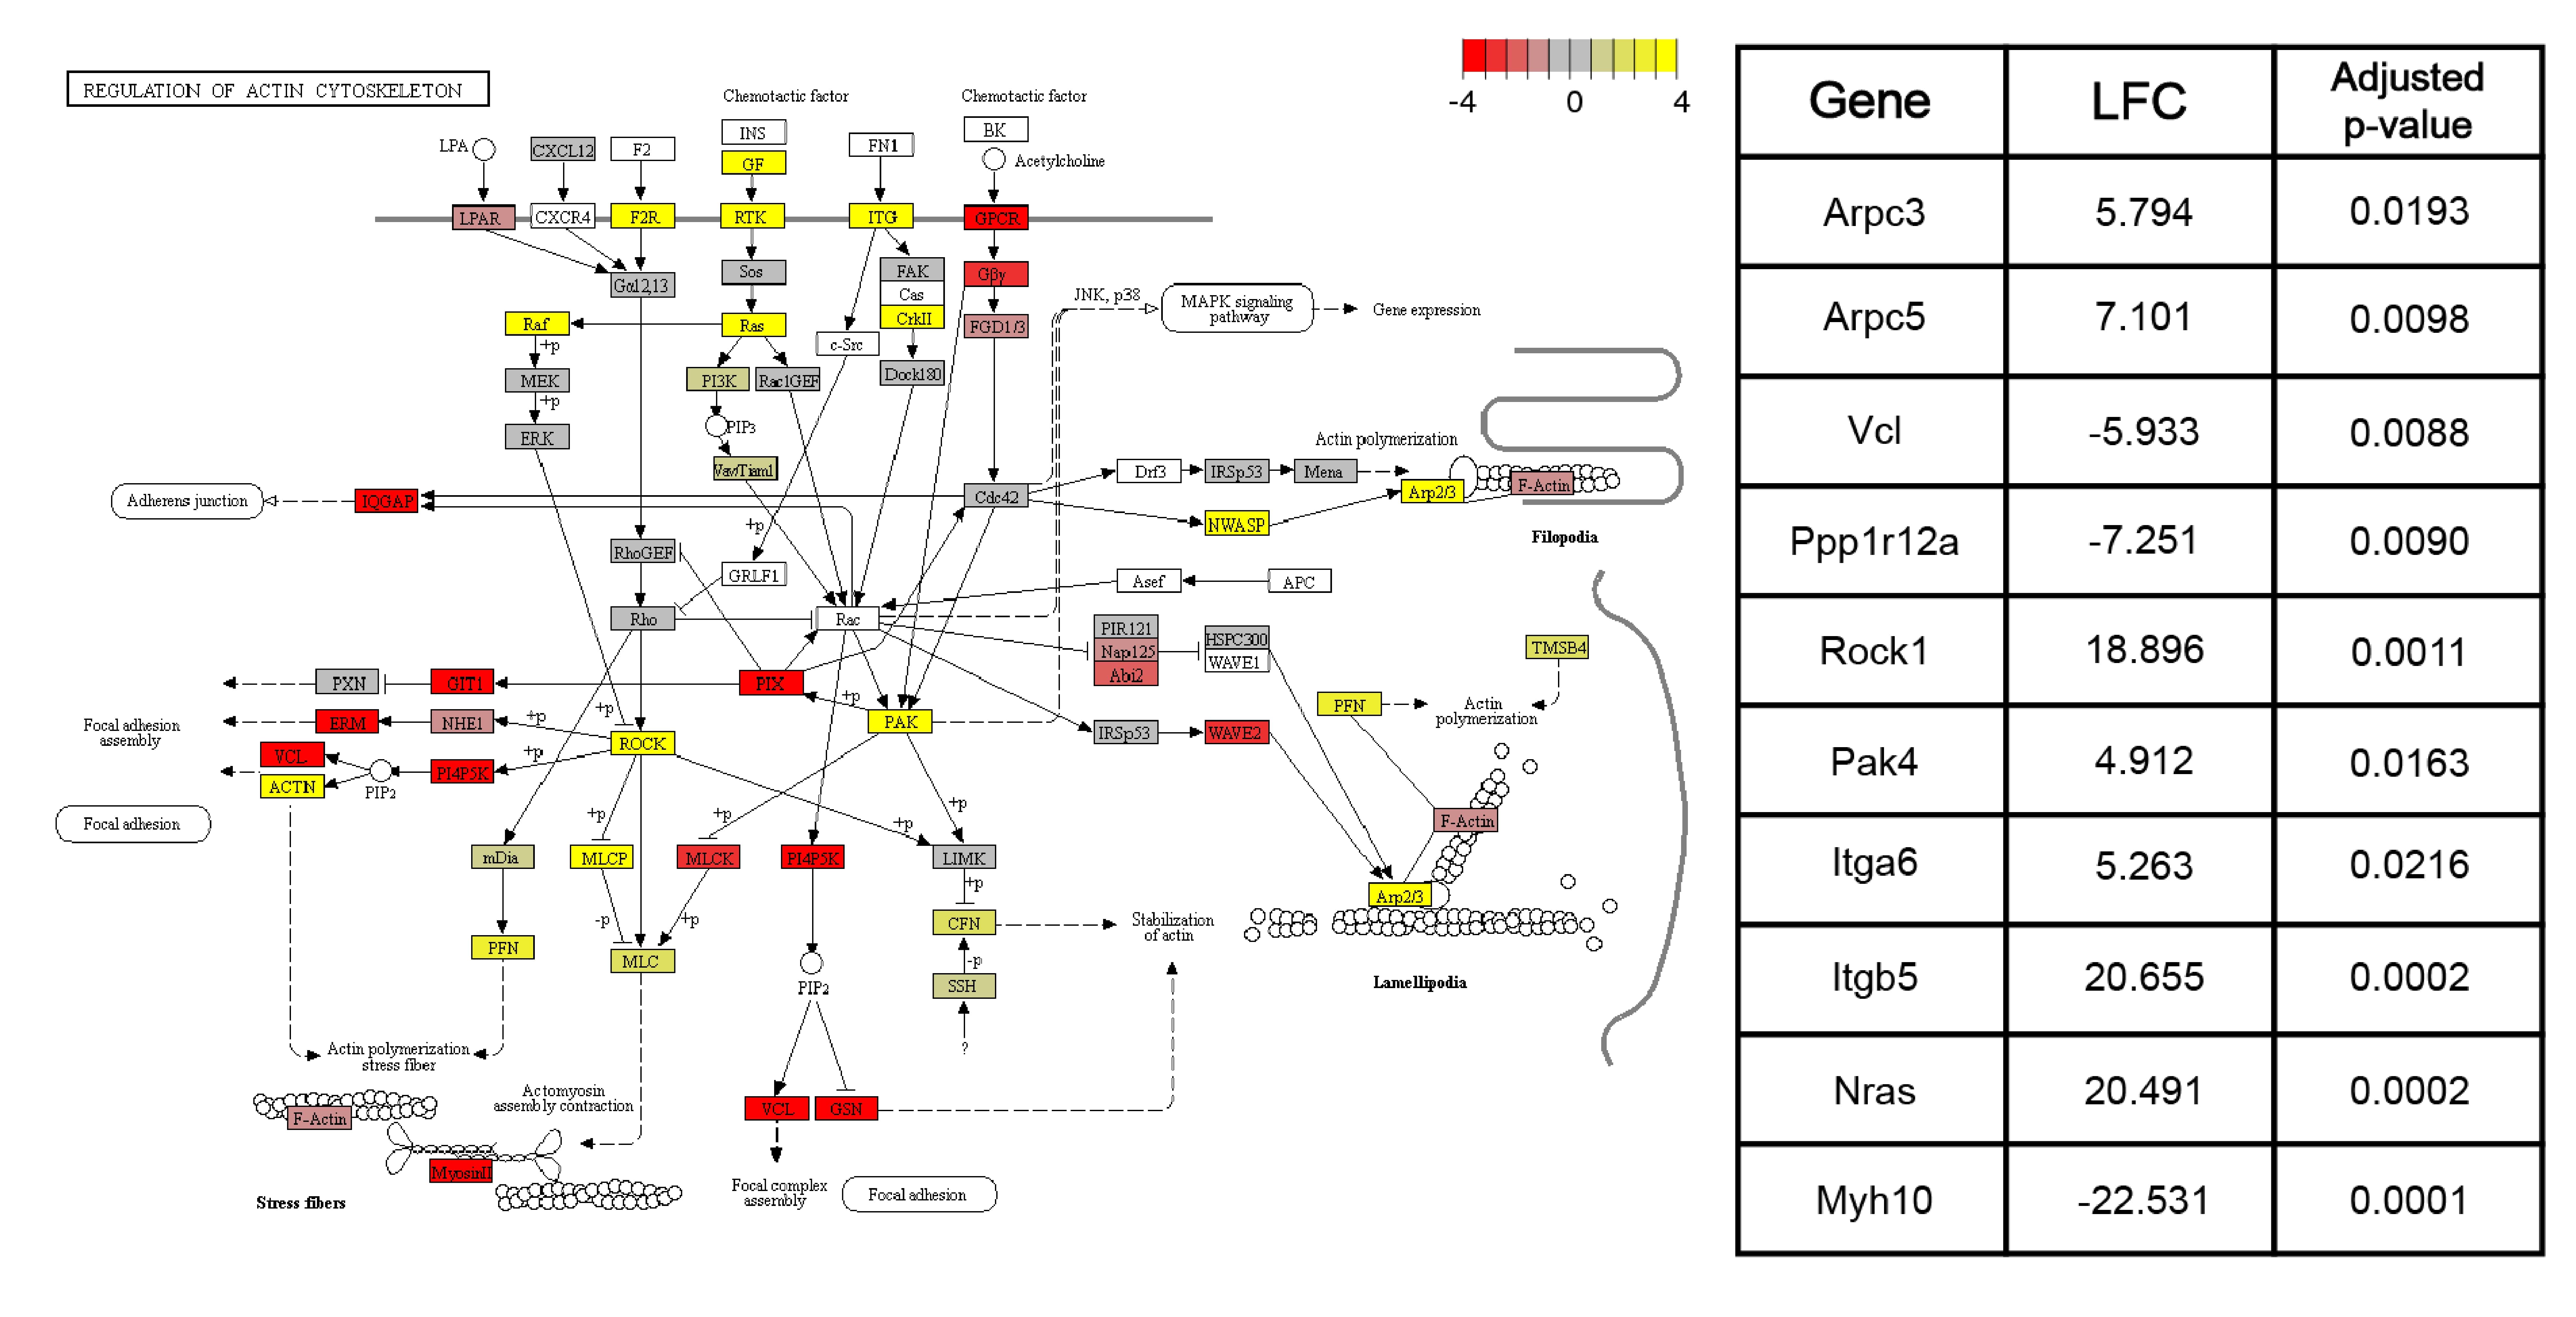 REGULATION OF ACTIN CYTOSKELETON
-4 0 4
Chemotactic factor
Chemotactic factor
LPA
CXCL12
F2
INS
GF
FN1
BK
Acetylcholine
LPAR
CXCR4
F2R
RTK
ITG
GPCR
Gα12,13
Sos
FAK
Cas
CrkII
Gβγ
FGD1/3
JNK, p38
MAPK signaling
pathway
Gene expression
Raf
Ras
+p
c-Src
MEK
PI3K
Rac1GEF
Dock180
+p
ERK
PIP3
Vav/Tiam1
Actin polymerization
Drf3
IRSp53
Mena
Arp2/3
F-Actin
Adherens junction
IQGAP
Cdc42
+p
NWASP
Filopodia
RhoGEF
GRLF1
Asef
APC
Rho
Rac
PIR121
Nap125
Abi2
HSPC300
WAVE1
TMSB4
PXN
GIT1
PIX
+p
PFN
Actin
polymerization
Focal adhesion
assembly
ERM
NHE1
+p
+p
PAK
IRSp53
WAVE2
VCL
ACTN
PIP2
PI4P5K
+p
ROCK
Focal adhesion
+p
+p
+p
F-Actin
mDia
MLCP
MLCK
PI4P5K
LIMK
+p
Arp2/3
-p
+p
CFN
Stabilization
of actin
PFN
MLC
-p
PIP2
SSH
Lamellipodia
?
Actin polymerization
stress fiber
Actomyosin
assembly contraction
VCL
GSN
F-Actin
MyosinII
Stress fibers
Focal complex
assembly
Focal adhesion
Gene LFC Adjusted
p-value
Arpc3 5.794 0.0193
Arpc5 7.101 0.0098
Vcl -5.933 0.0088
Ppp1r12a -7.251 0.0090
Rock1 18.896 0.0011
Pak4 4.912 0.0163
Itga6 5.263 0.0216
Itgb5 20.655 0.0002
Nras 20.491 0.0002
Myh10 -22.531 0.0001